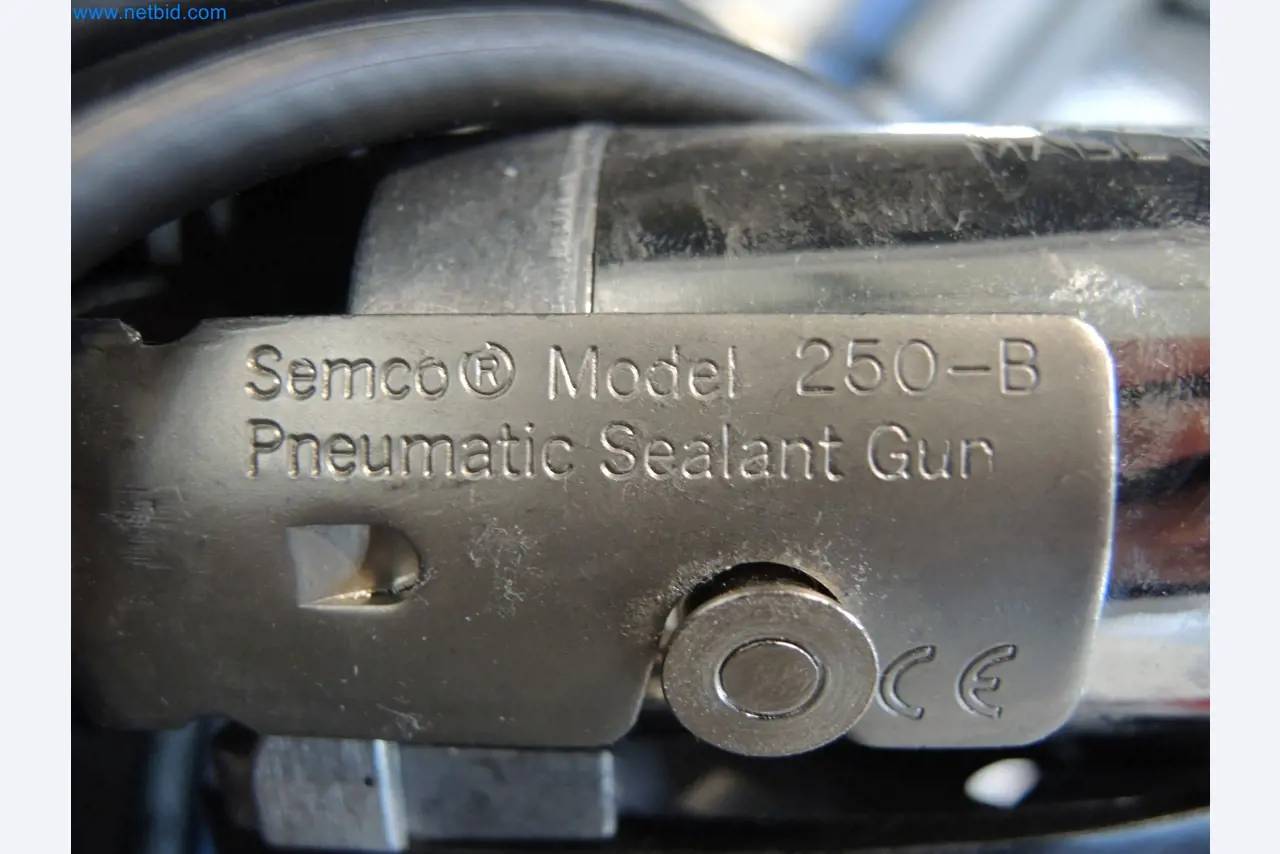 www.netbid.com
Semco® Model 250-B
Pneumatic Sealant Gun
CE